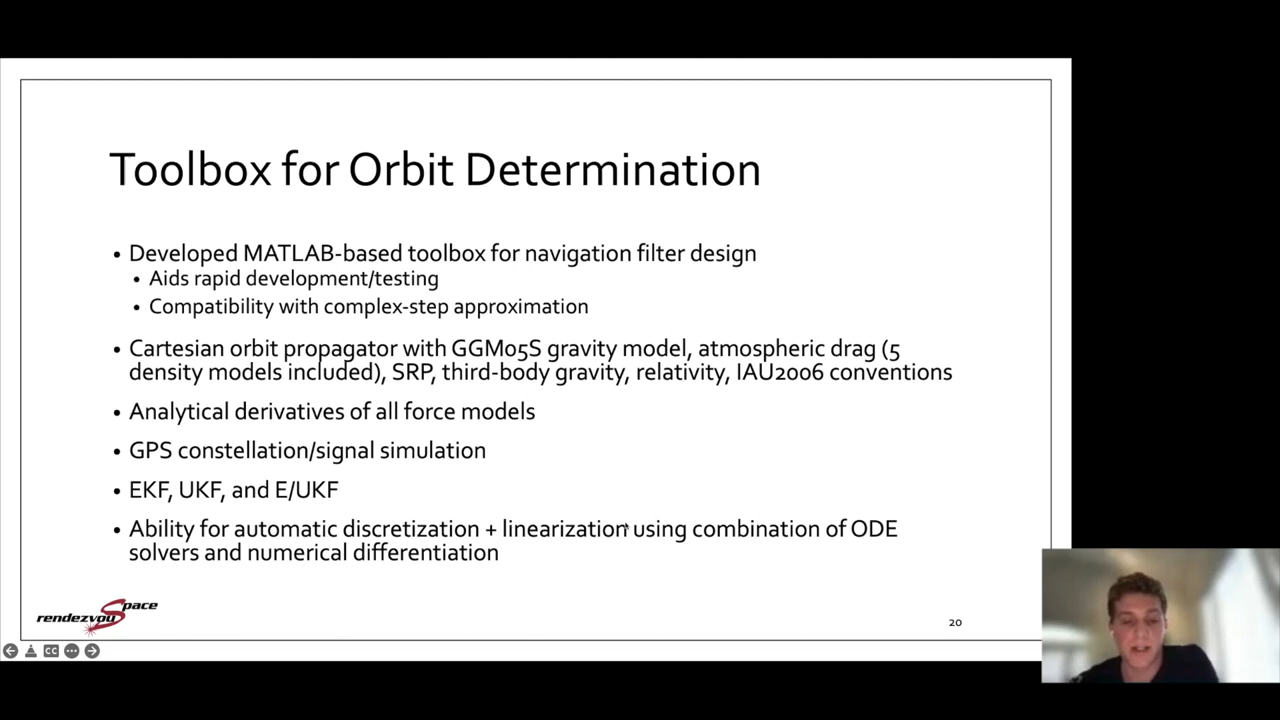 Toolbox for Orbit Determination
• Developed MATLAB-based toolbox for navigation filter design
• Aids rapid development/testing
• Compatibility with complex-step approximation
• Cartesian orbit propagator with GGM05S gravity model, atmospheric drag (5
density models included), SRP, third-body gravity, relativity, IAU2006 conventions
• Analytical derivatives of all force models
• GPS constellation/signal simulation
• EKF, UKF, and E/UKF
• Ability for automatic discretization + linearization using combination of ODE
solvers and numerical differentiation
rendezvouSpace
20
CC